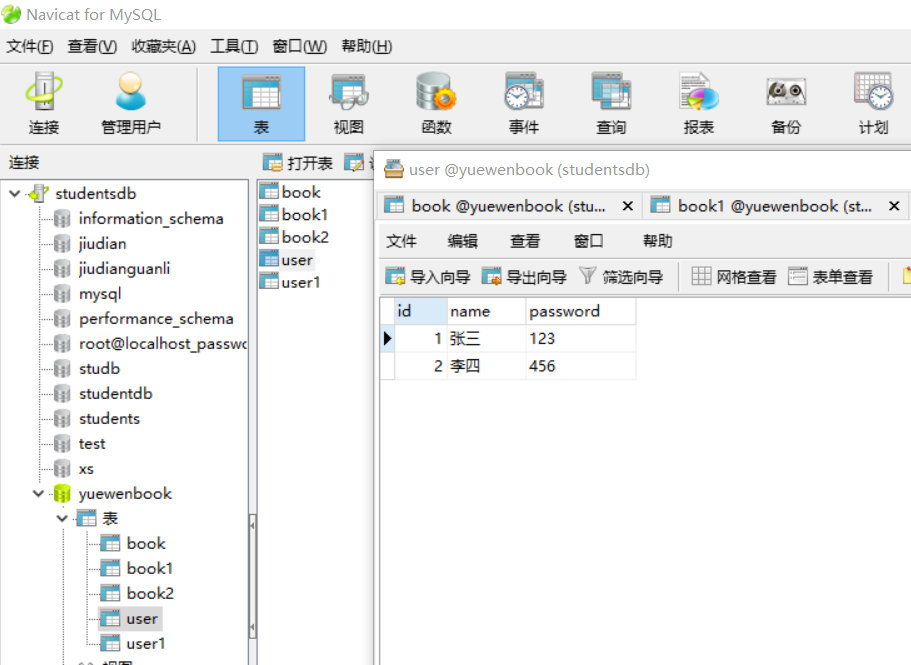 Navicat for MySQL
文件(F) 查看(V) 收藏夹(A) 工具(T) 窗口(W) 帮助(H)
连接 管理用户 表 视图 函数 事件 查询 报表 备份 计划
连接
打开表
studentsdb
information_schema
jiudian
jiudianguanli
mysql
performance_schema
root@localhost_passwo
studb
studentdb
students
test
xs
yuewenbook
表
book
book1
book2
user
user1
视图
book
book1
book2
user
user1
user @yuewenbook (studentsdb)
book @yuewenbook (stu... book1 @yuewenbook (st...
文件 编辑 查看 窗口 帮助
导入向导 导出向导 筛选向导 网格查看 表单查看
id name password
1 张三 123
2 李四 456